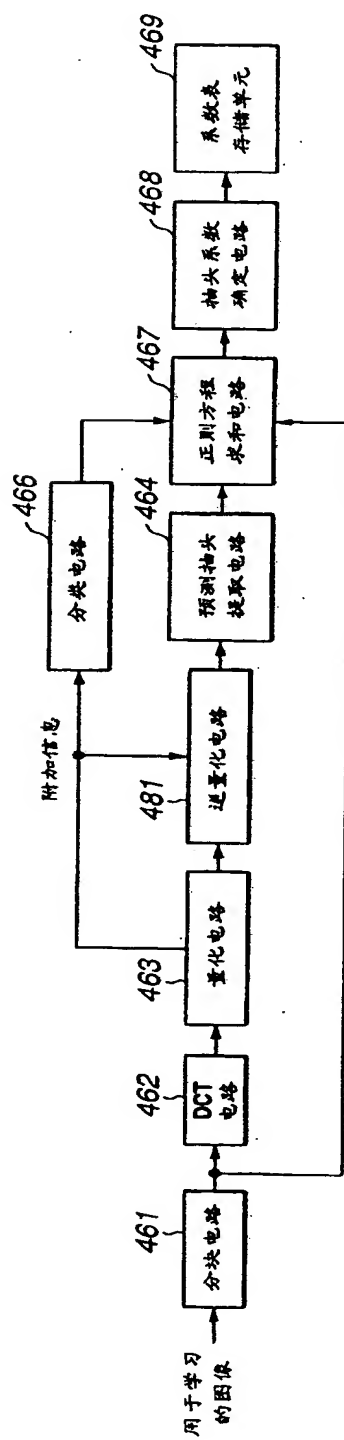 用于学习
的图像
461
分块电路
462
DCT
电路
463
量化电路
附加信息
481
逆量化电路
466
分类电路
464
预测抽头
提取电路
467
正则方程
求和电路
468
抽头系数
确定电路
469
系数表
存储单元